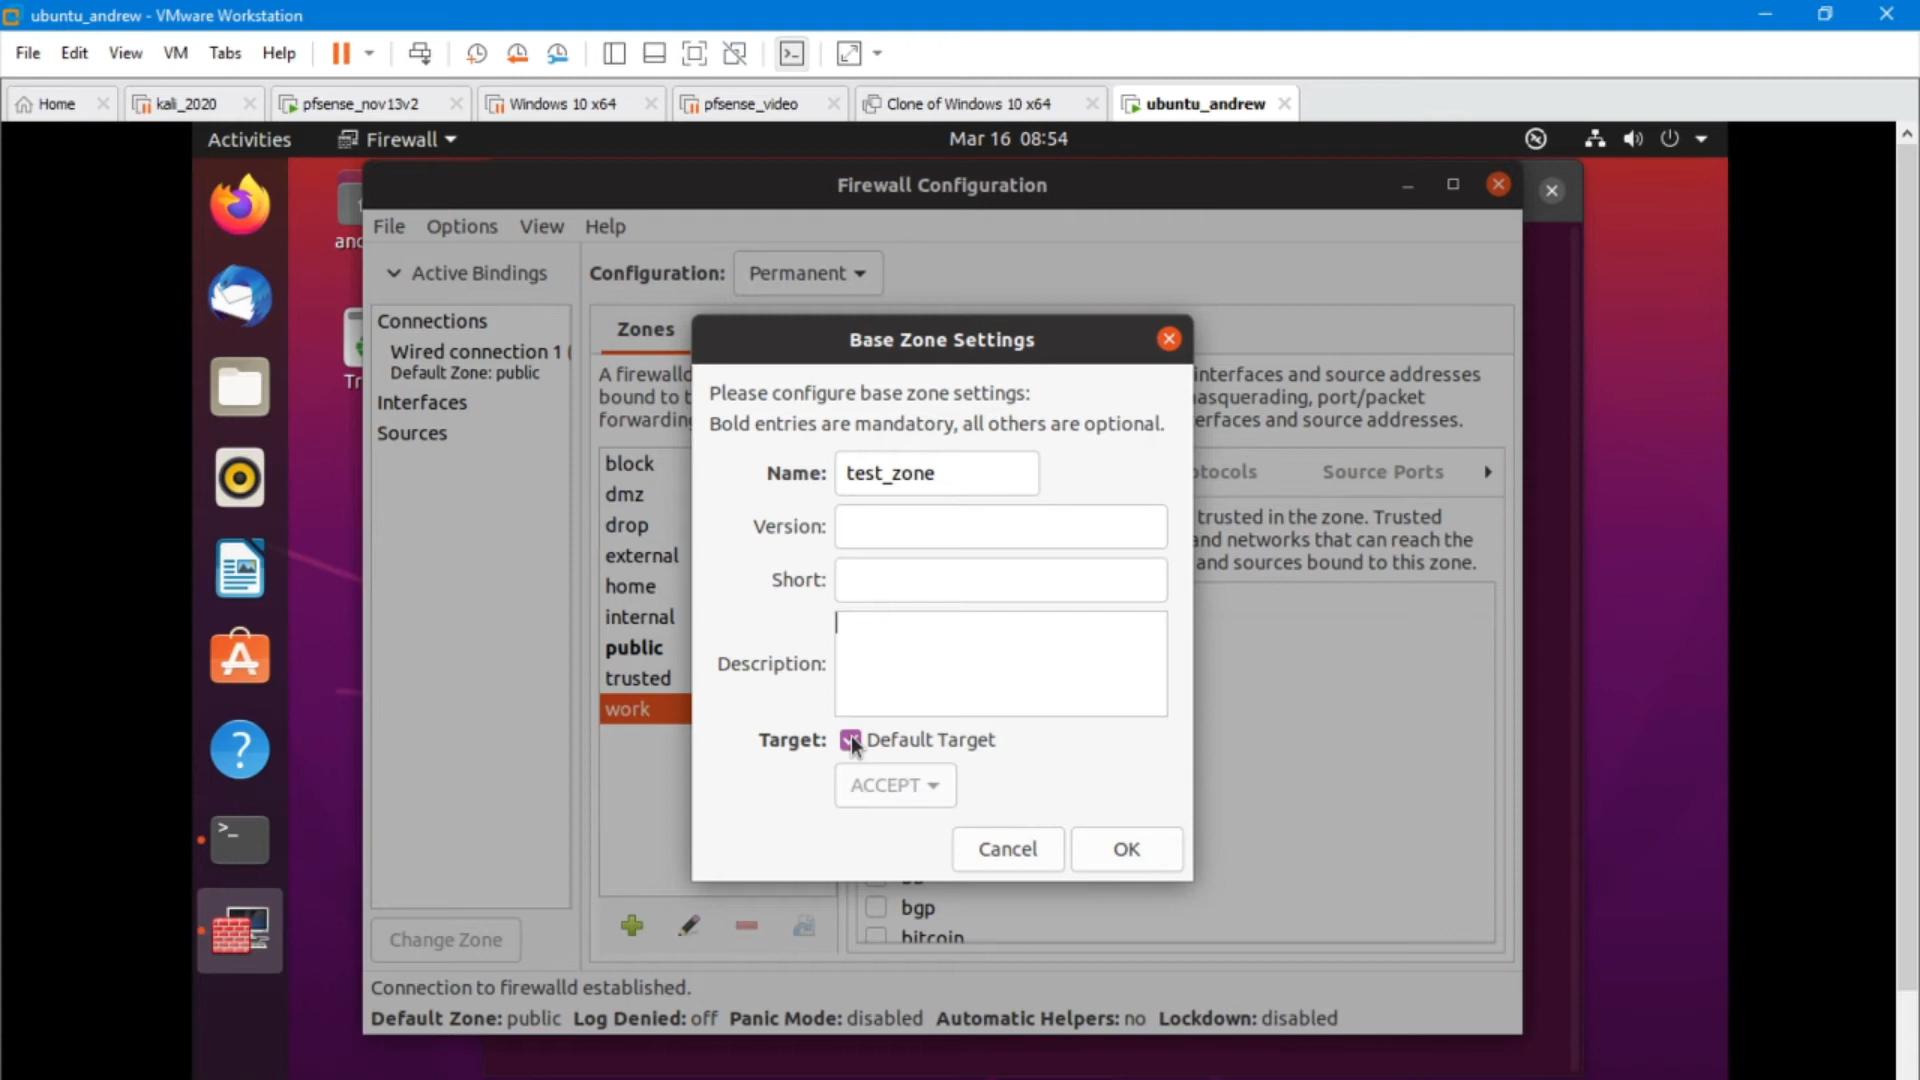 ubuntu_andrew - VMware Workstation
File Edit View VM Tabs Help
Home kali_2020 pfsense_nov13v2 Windows 10 x64 pfsense_video Clone of Windows 10 x64 ubuntu_andrew
Activities Firewall Mar 16 08:54
Firewall Configuration
File Options View Help
Active Bindings Configuration: Permanent
Connections
Wired connection 1 (
Default Zone: public
Interfaces
Sources
Change Zone
Zones
A firewalld
bound to
forwarding
interfaces and source addresses
masquerading, port/packet
erfaces and source addresses.
block
dmz
drop
external
home
internal
public
trusted
work
Base Zone Settings
Please configure base zone settings:
Bold entries are mandatory, all others are optional.
Name: test_zone
Version:
Short:
Description:
Target: Default Target
ACCEPT
Cancel OK
otocols Source Ports
trusted in the zone. Trusted
and networks that can reach the
and sources bound to this zone.
bgp
bitcoin
Connection to firewalld established.
Default Zone: public Log Denied: off Panic Mode: disabled Automatic Helpers: no Lockdown: disabled